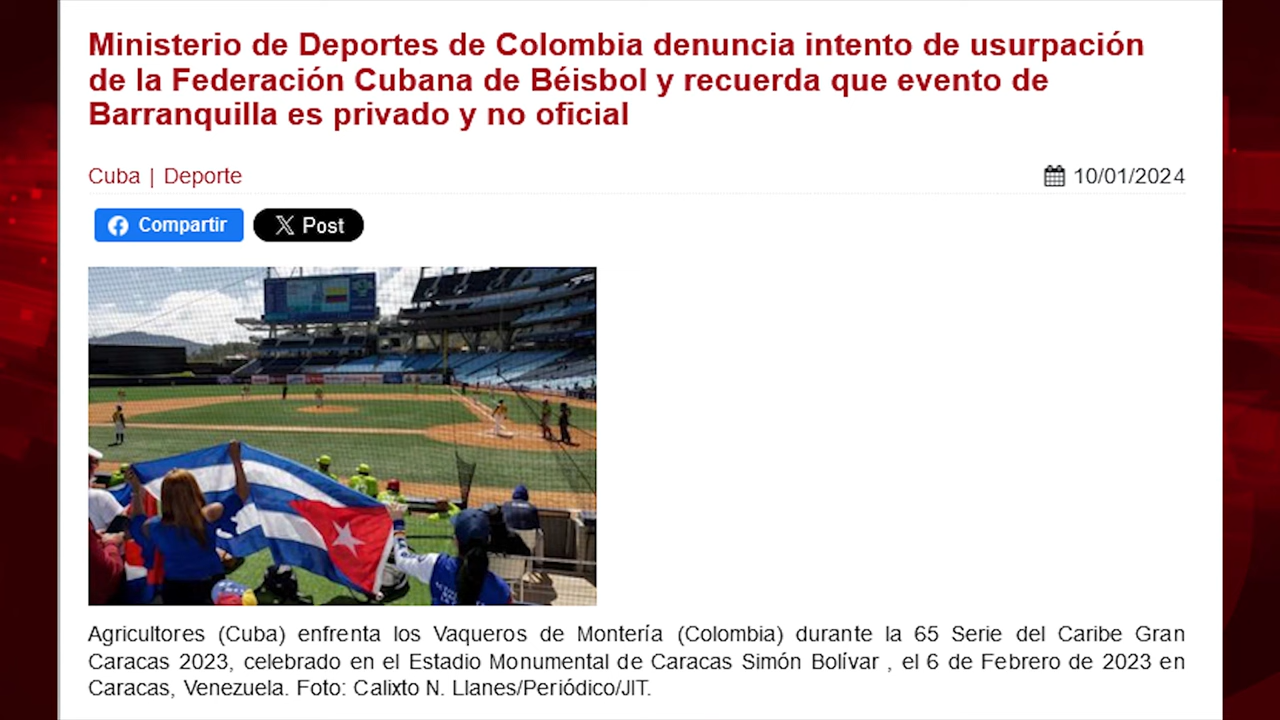 Ministerio de Deportes de Colombia denuncia intento de usurpación
de la Federación Cubana de Béisbol y recuerda que evento de
Barranquilla es privado y no oficial
Cuba | Deporte
10/01/2024
Compartir
Post
Agricultores (Cuba) enfrenta los Vaqueros de Montería (Colombia) durante la 65 Serie del Caribe Gran
Caracas 2023, celebrado en el Estadio Monumental de Caracas Simón Bolívar , el 6 de Febrero de 2023 en
Caracas, Venezuela. Foto: Calixto N. Llanes/Periódico/JIT.